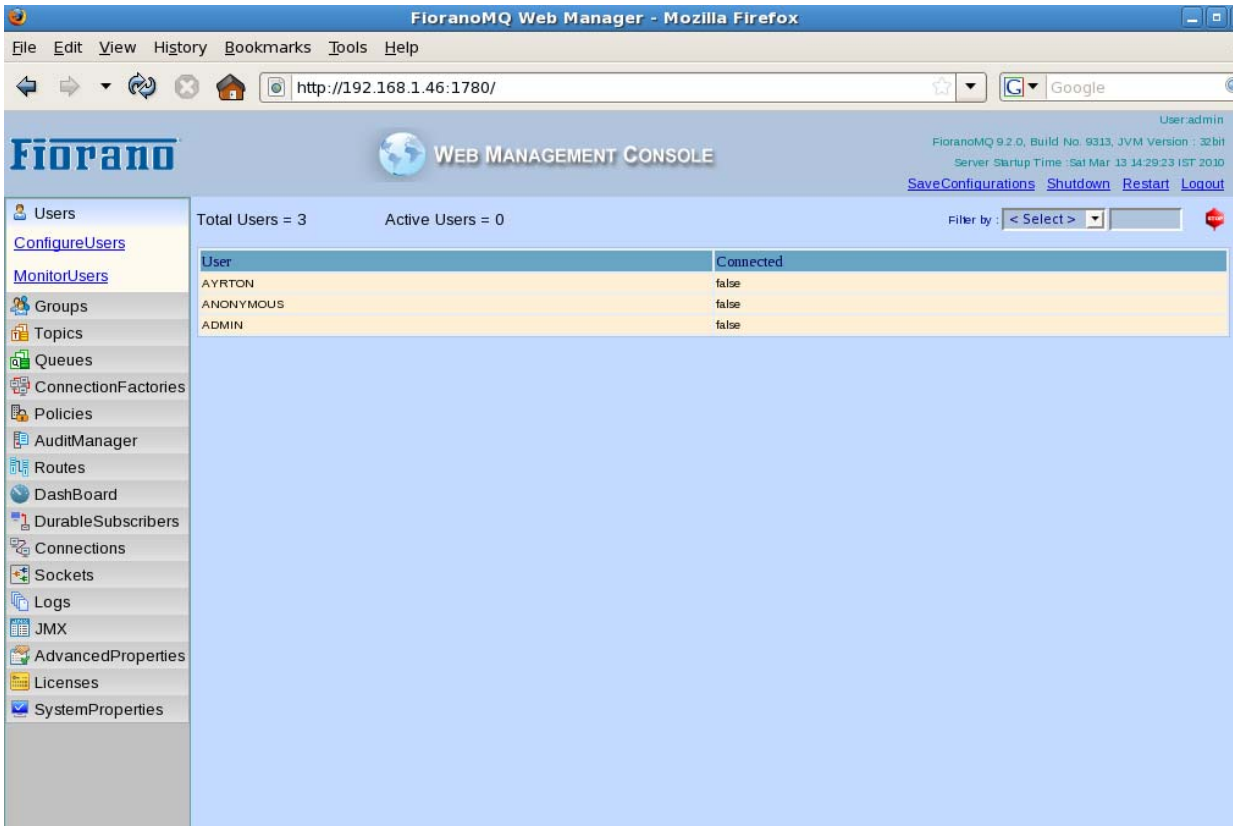 FioranoMQ Web Manager - Mozilla Firefox
File Edit View History Bookmarks Tools Help
http://192.168.1.46:1780/
G Google
User:admin
Fiorano
WEB MANAGEMENT CONSOLE
FioranoMQ 9.2.0, Build No. 9313, JVM Version : 32bit
Server Startup Time :Sat Mar 13 14:29:23 IST 2010
SaveConfigurations Shutdown Restart Logout
Users
ConfigureUsers
MonitorUsers
Groups
Topics
Queues
ConnectionFactories
Policies
AuditManager
Routes
DashBoard
DurableSubscribers
Connections
Sockets
Logs
JMX
AdvancedProperties
Licenses
SystemProperties
Total Users = 3 Active Users = 0 Filter by : < Select >
User Connected
AYRTON false
ANONYMOUS false
ADMIN false